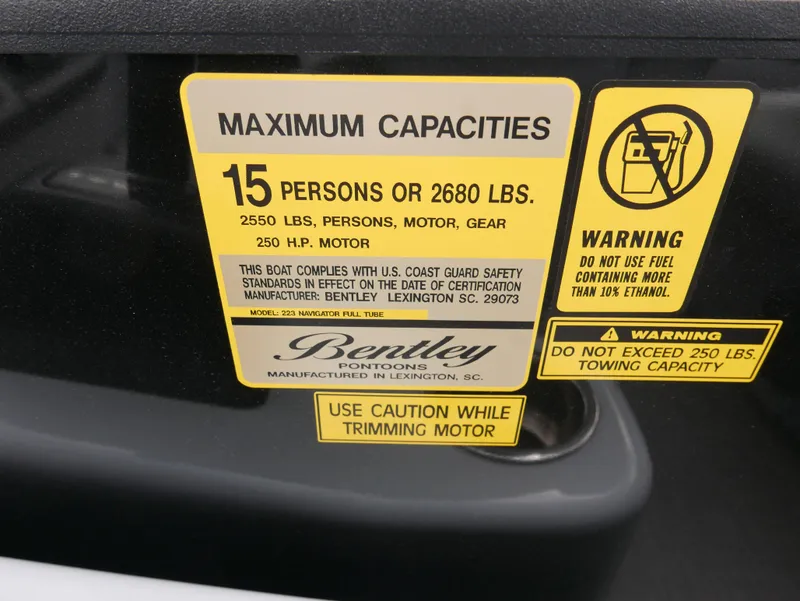 MAXIMUM CAPACITIES
15 PERSONS OR 2680 LBS.
2550 LBS, PERSONS, MOTOR, GEAR
250 H.P. MOTOR
THIS BOAT COMPLIES WITH U.S. COAST GUARD SAFETY
STANDARDS IN EFFECT ON THE DATE OF CERTIFICATION
MANUFACTURER: BENTLEY LEXINGTON SC. 29073
MODEL: 223 NAVIGATOR FULL TUBE
Bentley
PONTOONS
MANUFACTURED IN LEXINGTON, SC.
WARNING
DO NOT USE FUEL
CONTAINING MORE
THAN 10% ETHANOL.
WARNING
DO NOT EXCEED 250 LBS.
TOWING CAPACITY
USE CAUTION WHILE
TRIMMING MOTOR